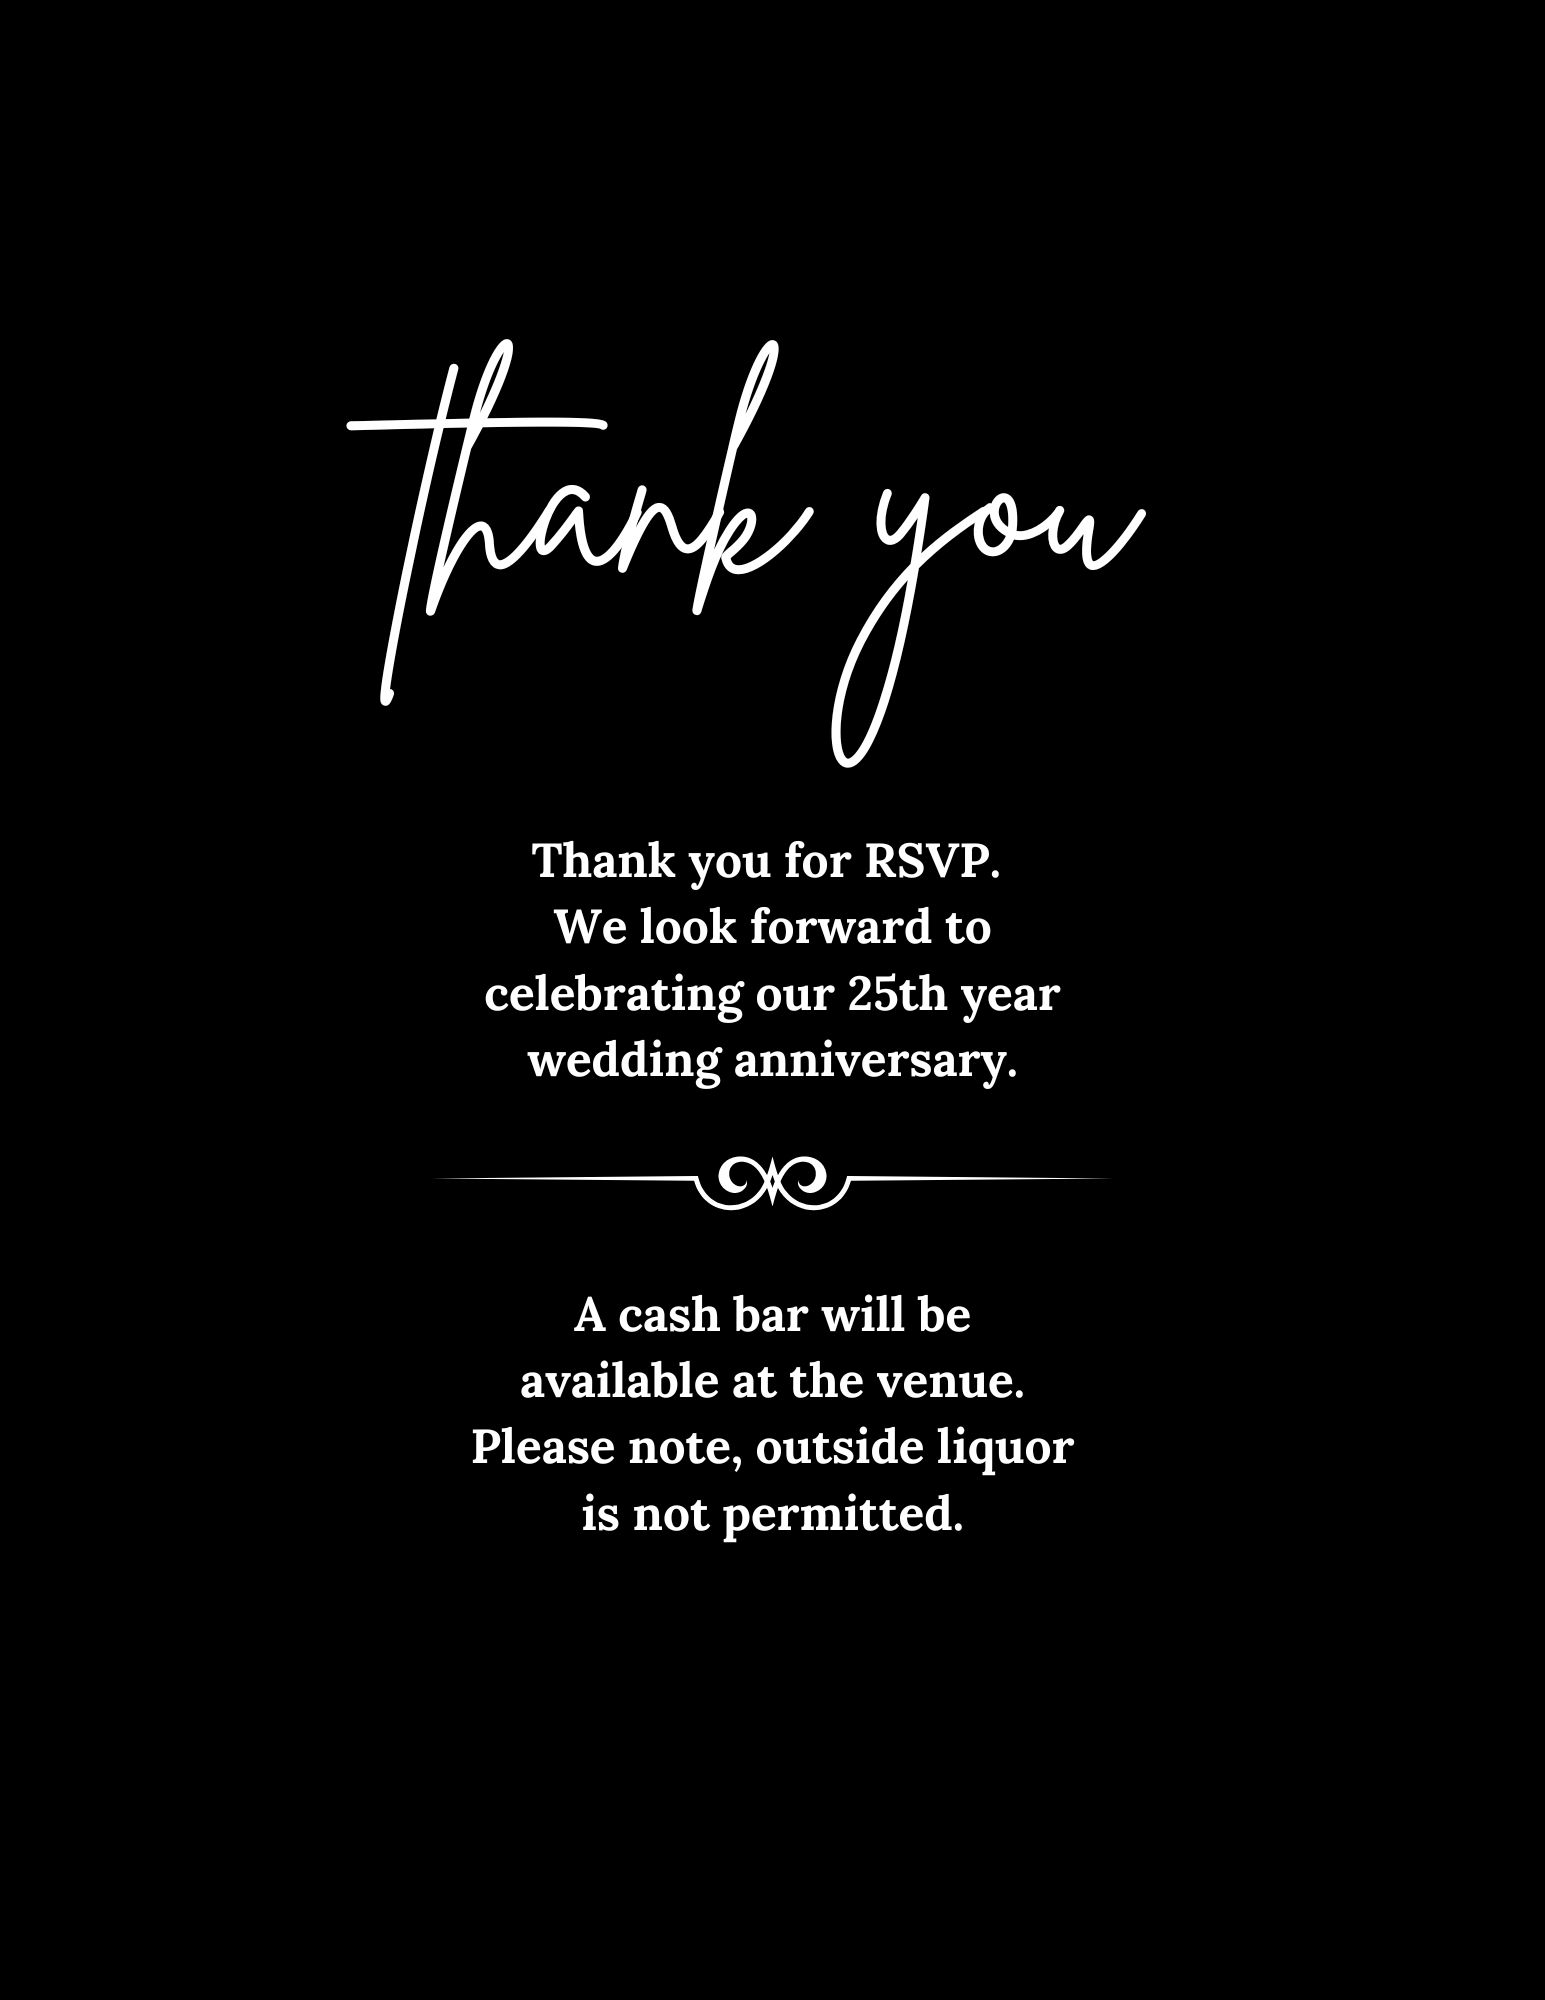 thank you
Thank you for RSVP.
We look forward to
celebrating our 25th year
wedding anniversary.
A cash bar will be
available at the venue.
Please note, outside liquor
is not permitted.